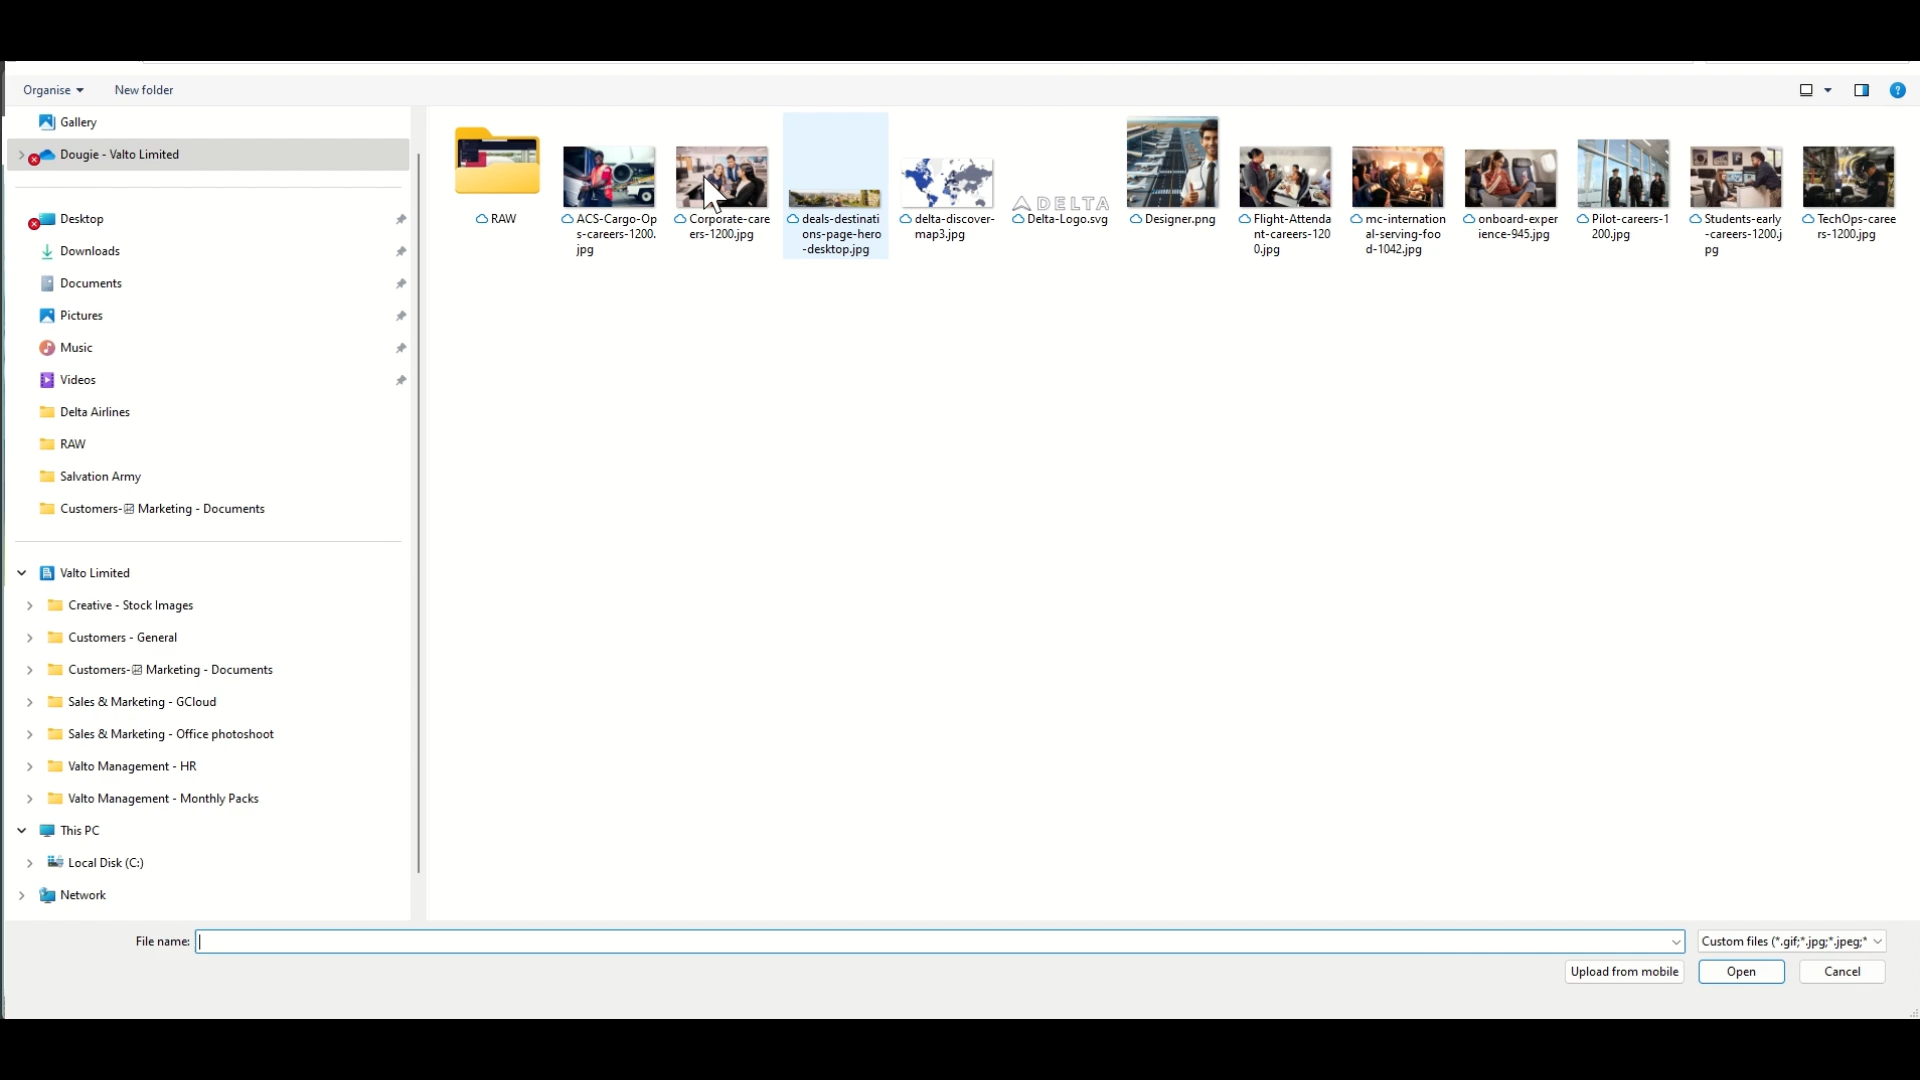 Organise
New folder
Gallery
Dougie - Valto Limited
Desktop
Downloads
Documents
Pictures
Music
Videos
Delta Airlines
RAW
Salvation Army
Customers- Marketing - Documents
Valto Limited
Creative - Stock Images
Customers - General
Customers- Marketing - Documents
Sales & Marketing - GCloud
Sales & Marketing - Office photoshoot
Valto Management - HR
Valto Management - Monthly Packs
This PC
Local Disk (C:)
Network
RAW
ACS-Cargo-Op
s-careers-1200.
jpg
Corporate-care
ers-1200.jpg
deals-destinati
ons-page-hero
-desktop.jpg
delta-discover-
map3.jpg
DELTA
Delta-Logo.svg
Designer.png
Flight-Attenda
nt-careers-120
0.jpg
mc-internation
al-serving-foo
d-1042.jpg
onboard-exper
ience-945.jpg
Pilot-careers-1
200.jpg
Students-early
-careers-1200.j
pg
TechOps-caree
rs-1200.jpg
File name:
Custom files (*.gif;*.jpg;*.jpeg;*
Upload from mobile
Open
Cancel